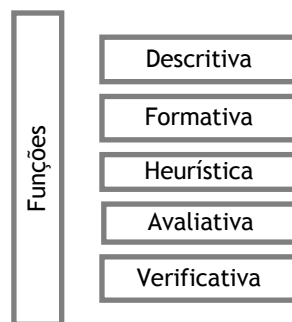 Funções
Descritiva
Formativa
Heurística
Avaliativa
Verificativa